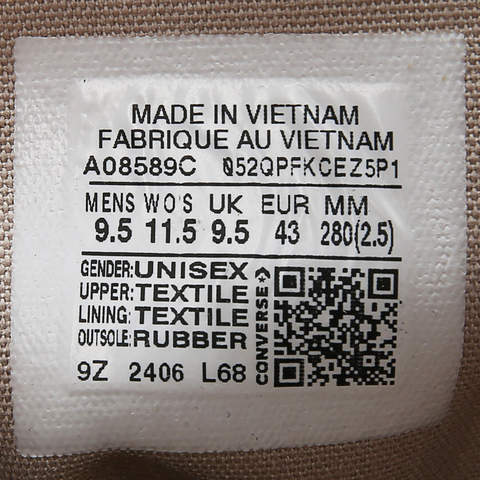 MADE IN VIETNAM
FABRIQUE AU VIETNAM
A08589C 052QPFKCEZ5P1
MENS WO'S UK EUR MM
9.5 11.5 9.5 43 280(2.5)
GENDER:UNISEX
UPPER:TEXTILE
LINING:TEXTILE
OUTSOLE:RUBBER
9Z 2406 L68
CONVERSE